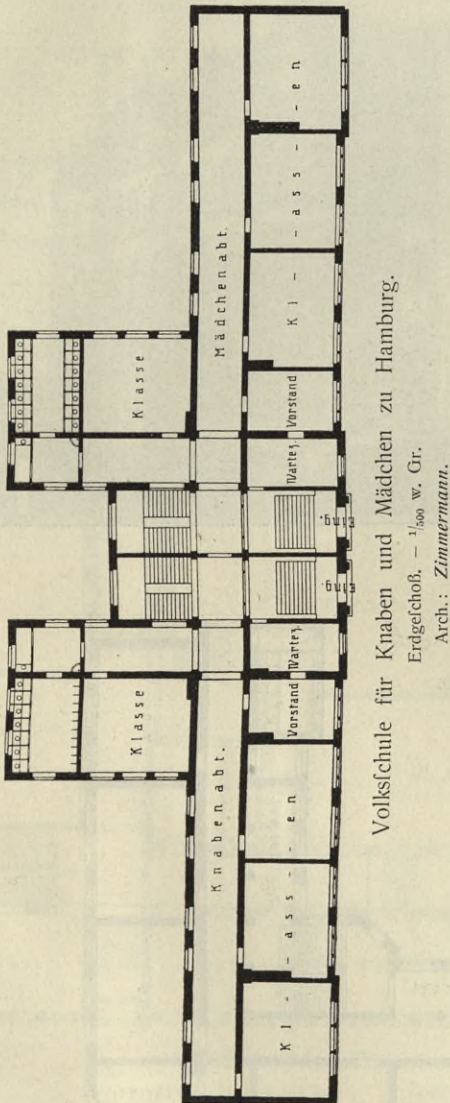 Klasse
Klasse
Knabenabt.
Mädchenabt.
Kl - - ass - - en
Vorstand
Wartez.
Eing.
Eing.
Wartez.
Vorstand
Kl - - ass - - en
Volksſchule für Knaben und Mädchen zu Hamburg.
Erdgeſchoß. — 1/500 w. Gr.
Arch.: Zimmermann.